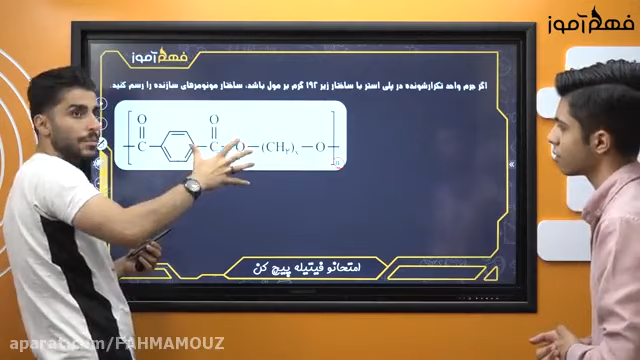 فهم آموز
فهم آموز
اگر جرم واحد تکرارشونده در پلی استر با ساختار زیر ۱۹۲ گرم بر مول باشد، ساختار مونومرهای سازنده را رسم کنید.
O O
C C O (CH₂)ₓ O
n
امتحانو فیتیله پیچ کن
aparat.com/FAHMAMOUZ